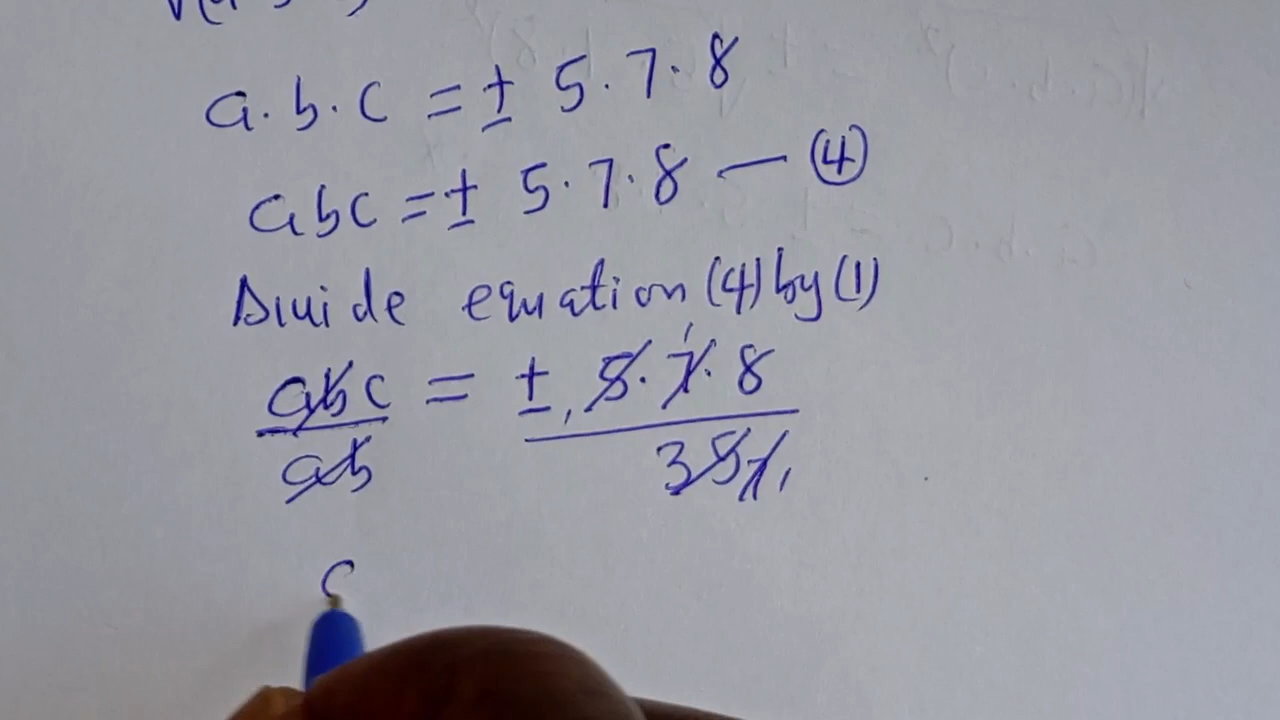 a.b.c = ± 5.7.8
abc = ± 5.7.8 — (4)
Divide equation (4) by (1)
abc/ab = ± 5.7.8/35
c